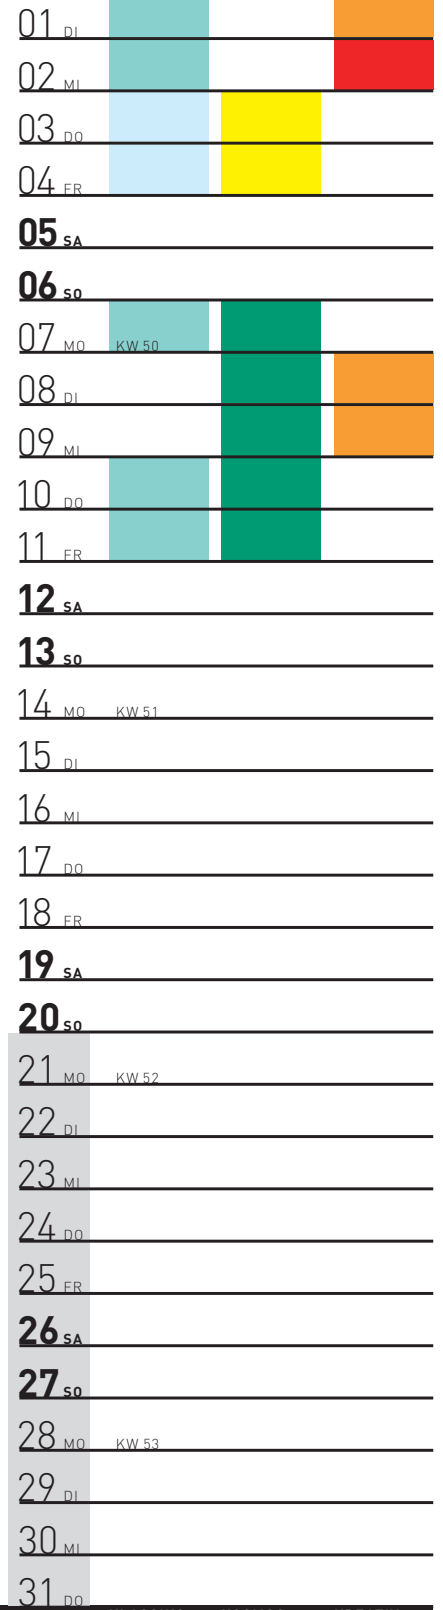 01 DI
02 MI
03 DO
04 FR
05 SA
06 SO
07 MO KW 50
08 DI
09 MI
10 DO
11 FR
12 SA
13 SO
14 MO KW 51
15 DI
16 MI
17 DO
18 FR
19 SA
20 SO
21 MO KW 52
22 DI
23 MI
24 DO
25 FR
26 SA
27 SO
28 MO KW 53
29 DI
30 MI
31 DO